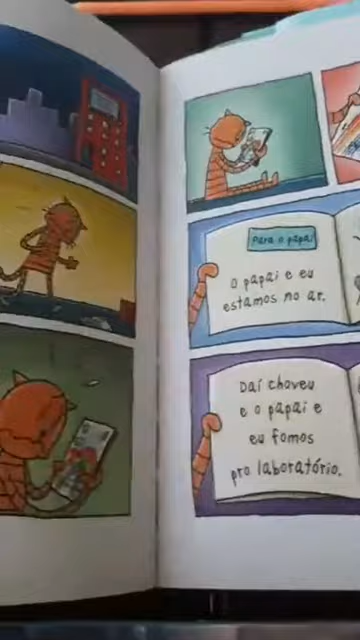 Para o papai
O papai e eu
estamos no ar.
Daí choveu
e o papai e
eu fomos
pro laboratório.